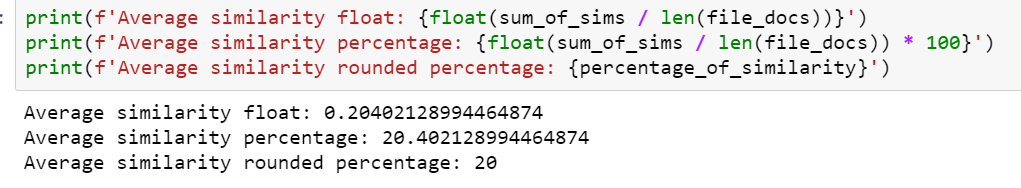 print(f'Average similarity float: {float(sum_of_sims / len(file_docs))}')
print(f'Average similarity percentage: {float(sum_of_sims / len(file_docs)) * 100}')
print(f'Average similarity rounded percentage: {percentage_of_similarity}')
Average similarity float: 0.20402128994464874
Average similarity percentage: 20.402128994464874
Average similarity rounded percentage: 20